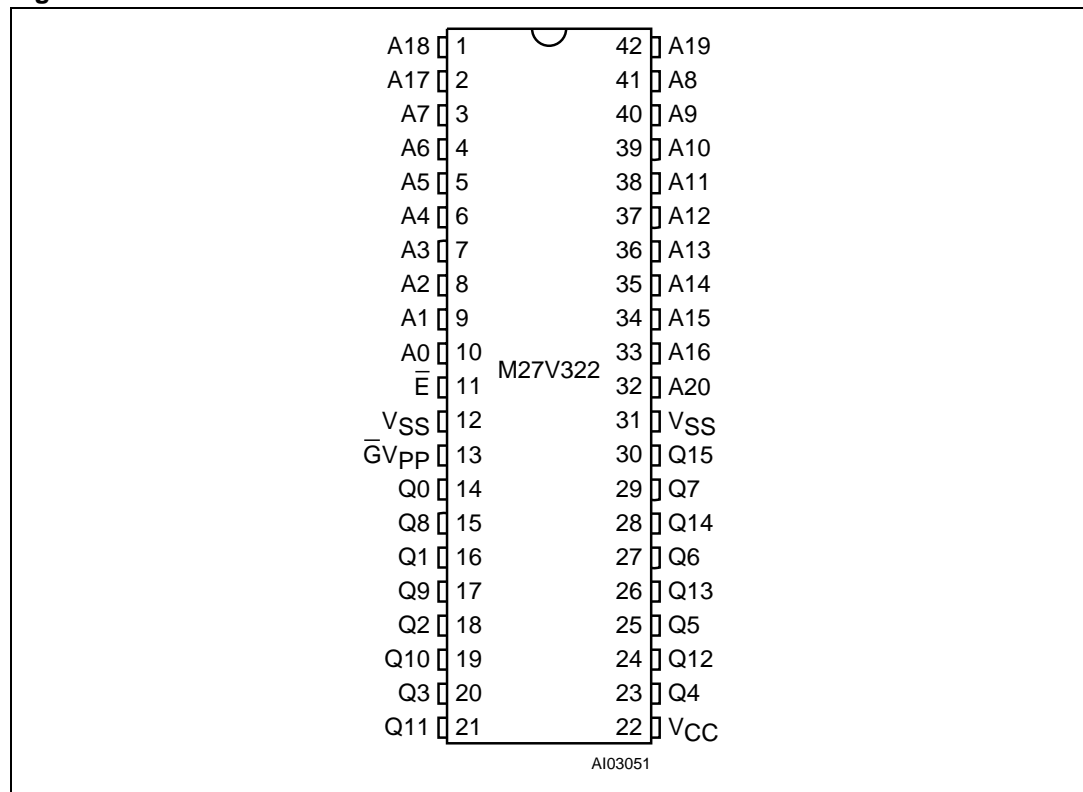 A18 1 42 A19
A17 2 41 A8
A7 3 40 A9
A6 4 39 A10
A5 5 38 A11
A4 6 37 A12
A3 7 36 A13
A2 8 35 A14
A1 9 34 A15
A0 10 33 A16
M27V322
E̅ 11 32 A20
VSS 12 31 VSS
G̅VPP 13 30 Q15
Q0 14 29 Q7
Q8 15 28 Q14
Q1 16 27 Q6
Q9 17 26 Q13
Q2 18 25 Q5
Q10 19 24 Q12
Q3 20 23 Q4
Q11 21 22 VCC
AI03051